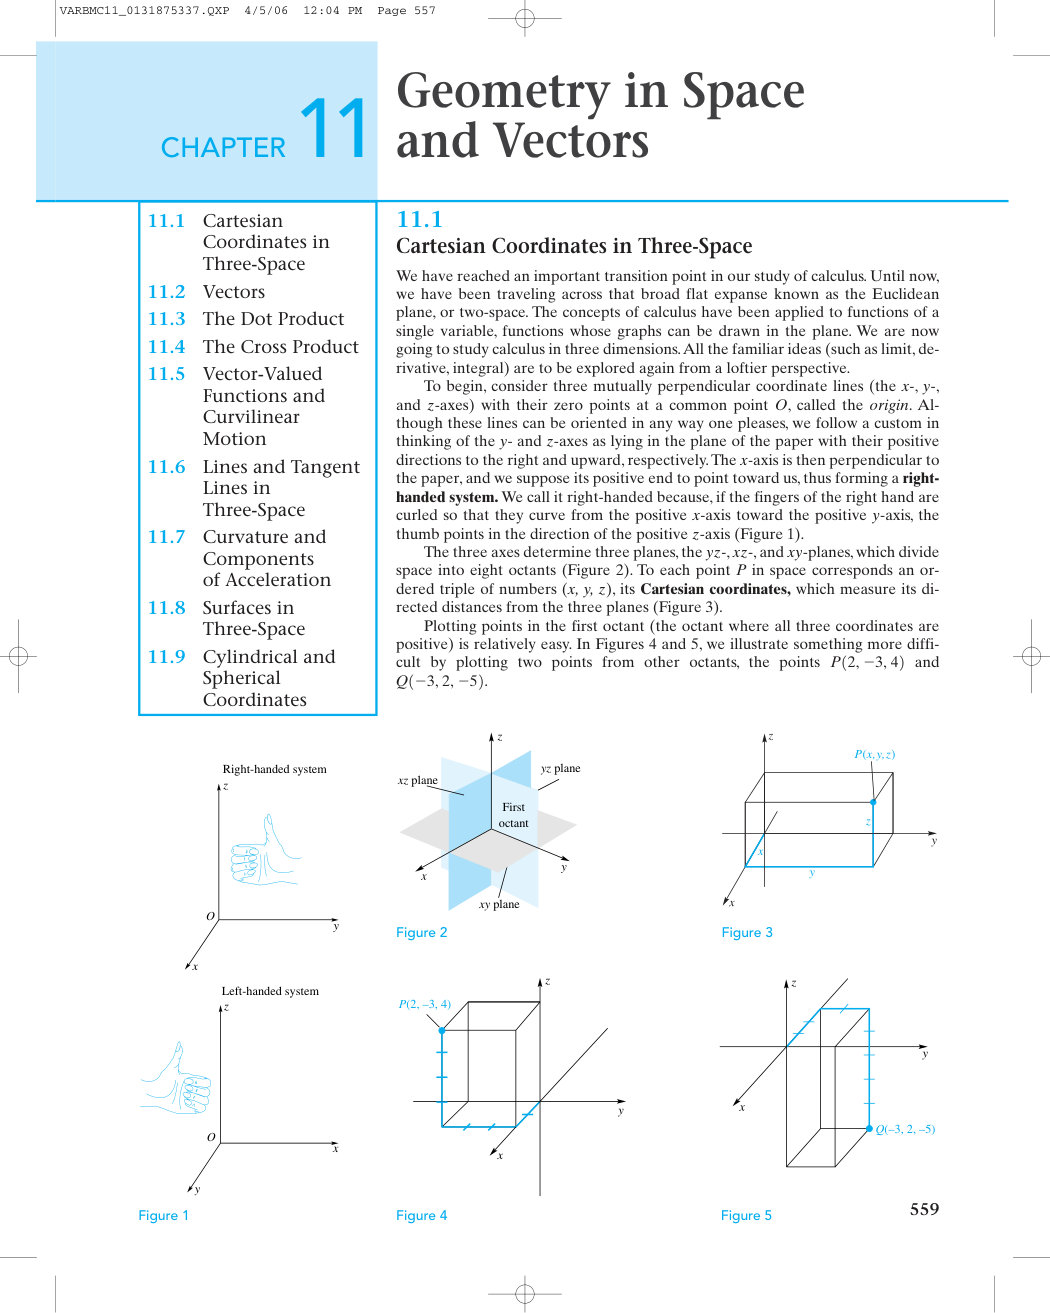 VARBMC11_0131875337.QXP 4/5/06 12:04 PM Page 557
CHAPTER 11
Geometry in Space
and Vectors
11.1 Cartesian
Coordinates in
Three-Space
11.2 Vectors
11.3 The Dot Product
11.4 The Cross Product
11.5 Vector-Valued
Functions and
Curvilinear
Motion
11.6 Lines and Tangent
Lines in
Three-Space
11.7 Curvature and
Components
of Acceleration
11.8 Surfaces in
Three-Space
11.9 Cylindrical and
Spherical
Coordinates
11.1
Cartesian Coordinates in Three-Space
We have reached an important transition point in our study of calculus. Until now,
we have been traveling across that broad flat expanse known as the Euclidean
plane, or two-space. The concepts of calculus have been applied to functions of a
single variable, functions whose graphs can be drawn in the plane. We are now
going to study calculus in three dimensions. All the familiar ideas (such as limit, de-
rivative, integral) are to be explored again from a loftier perspective.
To begin, consider three mutually perpendicular coordinate lines (the x-, y-,
and z-axes) with their zero points at a common point O, called the origin. Al-
though these lines can be oriented in any way one pleases, we follow a custom in
thinking of the y- and z-axes as lying in the plane of the paper with their positive
directions to the right and upward, respectively. The x-axis is then perpendicular to
the paper, and we suppose its positive end to point toward us, thus forming a right-
handed system. We call it right-handed because, if the fingers of the right hand are
curled so that they curve from the positive x-axis toward the positive y-axis, the
thumb points in the direction of the positive z-axis (Figure 1).
The three axes determine three planes, the yz-, xz-, and xy-planes, which divide
space into eight octants (Figure 2). To each point P in space corresponds an or-
dered triple of numbers (x, y, z), its Cartesian coordinates, which measure its di-
rected distances from the three planes (Figure 3).
Plotting points in the first octant (the octant where all three coordinates are
positive) is relatively easy. In Figures 4 and 5, we illustrate something more diffi-
cult by plotting two points from other octants, the points P(2, −3, 4) and
Q(−3, 2, −5).
Right-handed system
z
O
y
x
Left-handed system
z
O
x
y
Figure 1
z
xz plane
yz plane
First
octant
x
y
xy plane
Figure 2
z
P(x, y, z)
z
y
x
y
x
Figure 3
z
P(2, –3, 4)
y
x
Figure 4
z
y
x
Q(–3, 2, –5)
Figure 5
559